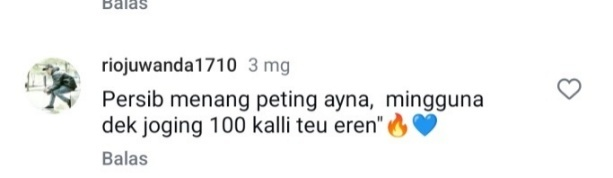 Balas
riojuwanda1710 3 mg
Persib menang peting ayna, mingguna
dek joging 100 kalli teu eren"🔥💙
Balas